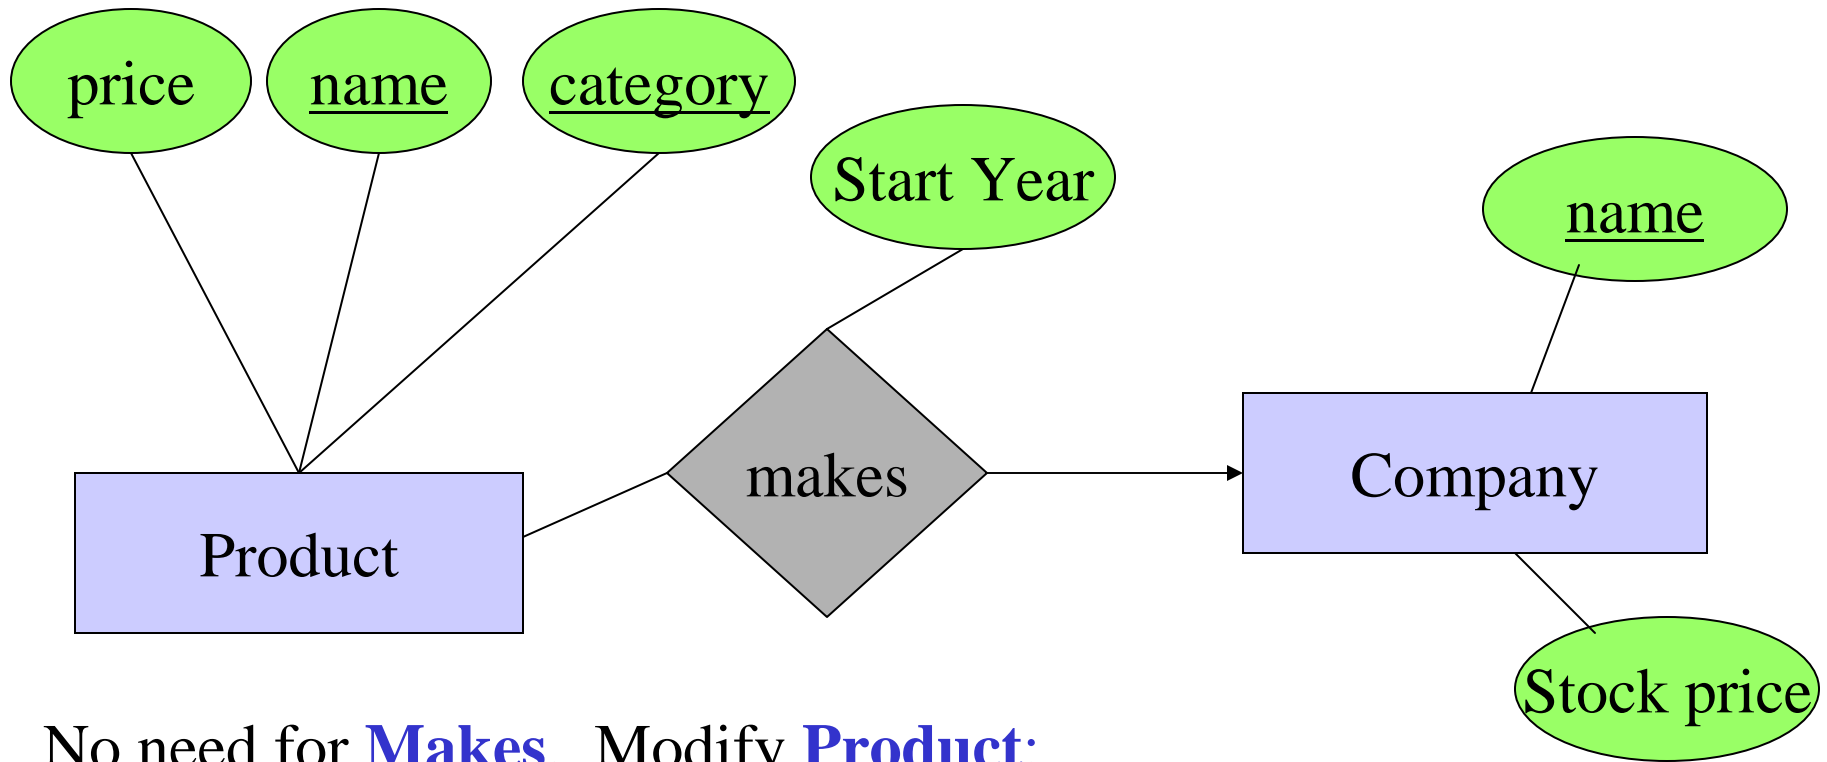 price
name
category
Start Year
name
makes
Company
Product
Stock price
No need for Makes. Modify Product: